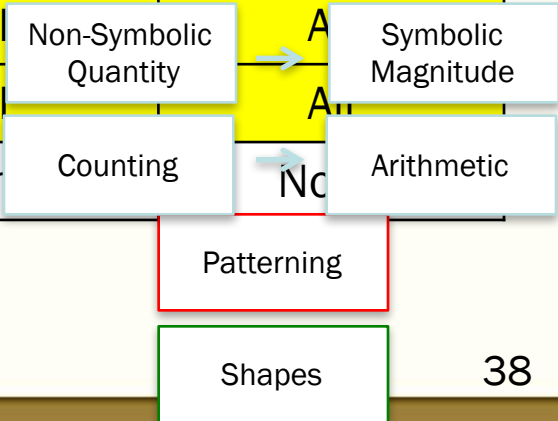 Non-Symbolic
Quantity
Symbolic
Magnitude
Counting
Arithmetic
Patterning
Shapes
38